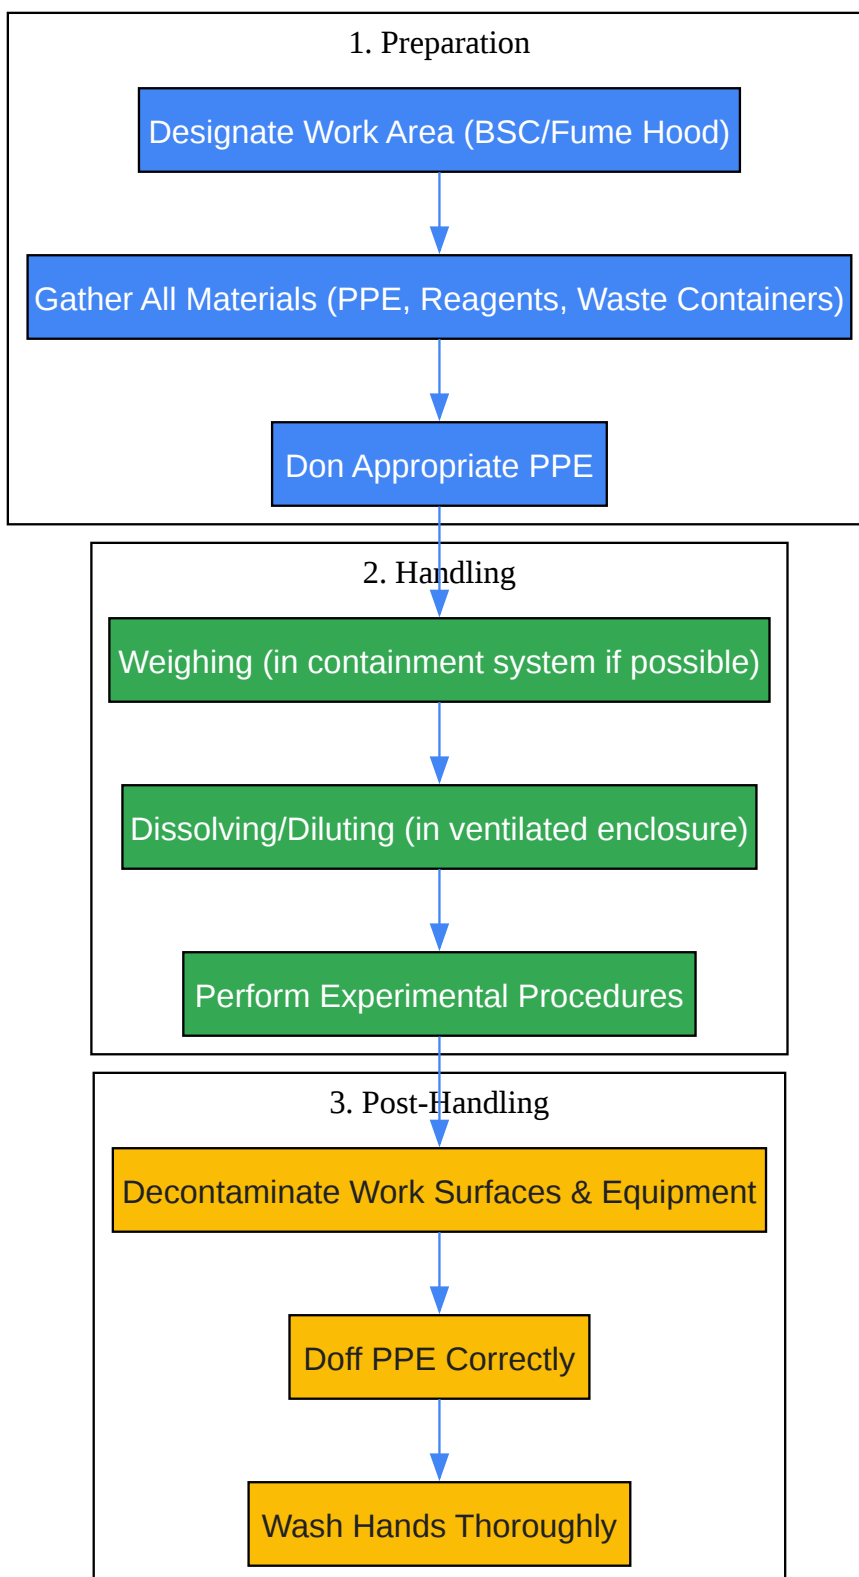 1. Preparation
Designate Work Area (BSC/Fume Hood)
Gather All Materials (PPE, Reagents, Waste Containers)
Don Appropriate PPE
2. Handling
Weighing (in containment system if possible)
Dissolving/Diluting (in ventilated enclosure)
Perform Experimental Procedures
3. Post-Handling
Decontaminate Work Surfaces & Equipment
Doff PPE Correctly
Wash Hands Thoroughly